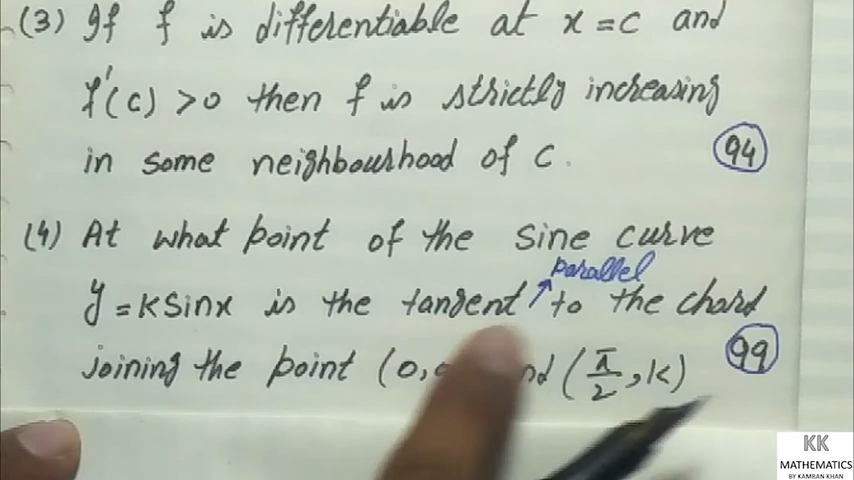 (3) If f is differentiable at x = c and
f'(c) > 0 then f is strictly increasing
in some neighbourhood of c.
94
(4) At what point of the sine curve
parallel
y = k sinx is the tangent to the chord
joining the point (0, (π/2, k)
99
KK
MATHEMATICS
BY KAMRAN KHAN